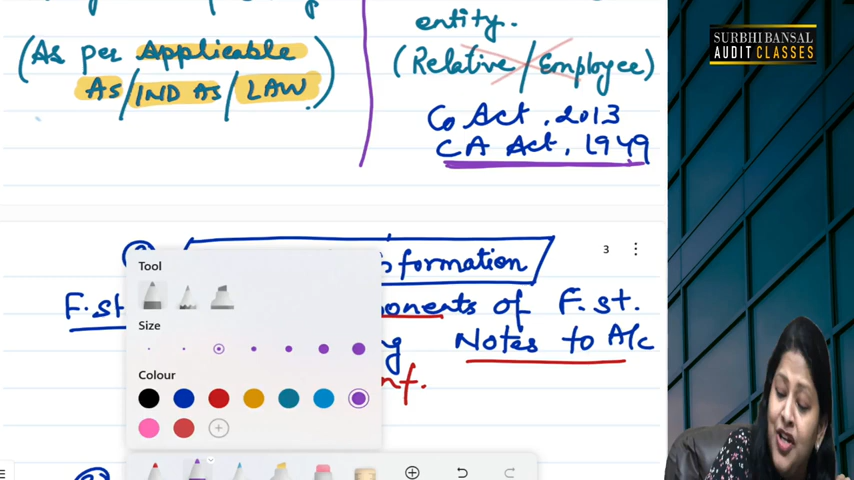 SURBHI BANSAL
AUDIT CLASSES
entity.
(As per Applicable
AS/IND AS/LAW)
(Relative/Employee)
Co Act, 2013
CA Act, 1949
3
formation
F.st
ponents of F.st.
Notes to A/c
nt.
Tool
Size
Colour